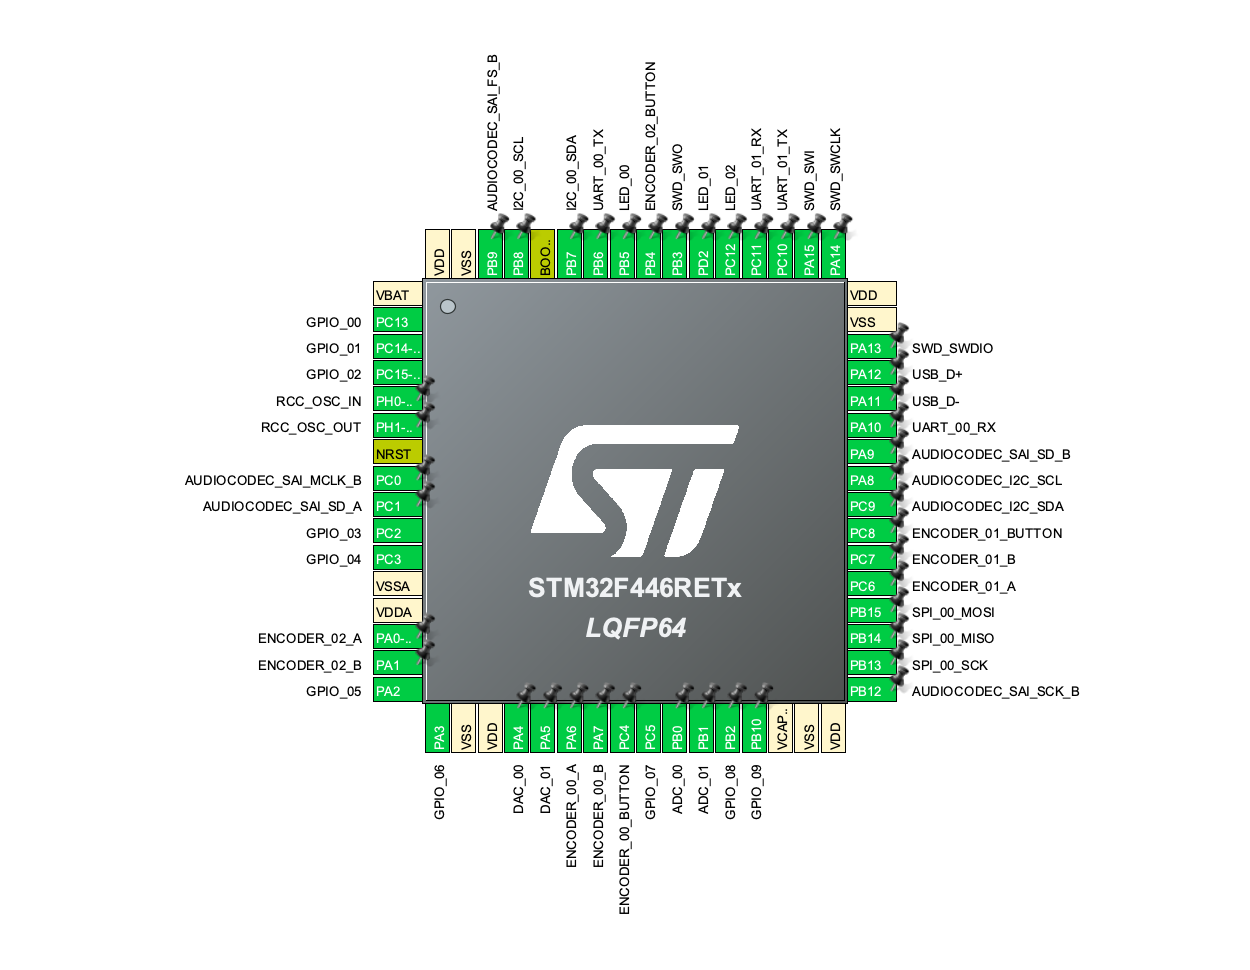 AUDIOCODEC_SAI_FS_B
I2C_00_SCL
I2C_00_SDA
UART_00_TX
LED_00
ENCODER_02_BUTTON
SWD_SWO
LED_01
LED_02
UART_01_RX
UART_01_TX
SWD_SWI
SWD_SWCLK
VDD
VSS
PB9
PB8
BOO..
PB7
PB6
PB5
PB4
PB3
PD2
PC12
PC11
PC10
PA15
PA14
VBAT
GPIO_00 PC13
GPIO_01 PC14-..
GPIO_02 PC15-..
RCC_OSC_IN PH0-..
RCC_OSC_OUT PH1-..
NRST
AUDIOCODEC_SAI_MCLK_B PC0
AUDIOCODEC_SAI_SD_A PC1
GPIO_03 PC2
GPIO_04 PC3
VSSA
VDDA
ENCODER_02_A PA0-..
ENCODER_02_B PA1
GPIO_05 PA2
ST
STM32F446RETx
LQFP64
VDD
VSS
PA13 SWD_SWDIO
PA12 USB_D+
PA11 USB_D-
PA10 UART_00_RX
PA9 AUDIOCODEC_SAI_SD_B
PA8 AUDIOCODEC_I2C_SCL
PC9 AUDIOCODEC_I2C_SDA
PC8 ENCODER_01_BUTTON
PC7 ENCODER_01_B
PC6 ENCODER_01_A
PB15 SPI_00_MOSI
PB14 SPI_00_MISO
PB13 SPI_00_SCK
PB12 AUDIOCODEC_SAI_SCK_B
PA3
VSS
VDD
PA4
PA5
PA6
PA7
PC4
PC5
PB0
PB1
PB2
PB10
VCAP..
VSS
VDD
GPIO_06
DAC_00
DAC_01
ENCODER_00_A
ENCODER_00_B
ENCODER_00_BUTTON
GPIO_07
ADC_00
ADC_01
GPIO_08
GPIO_09